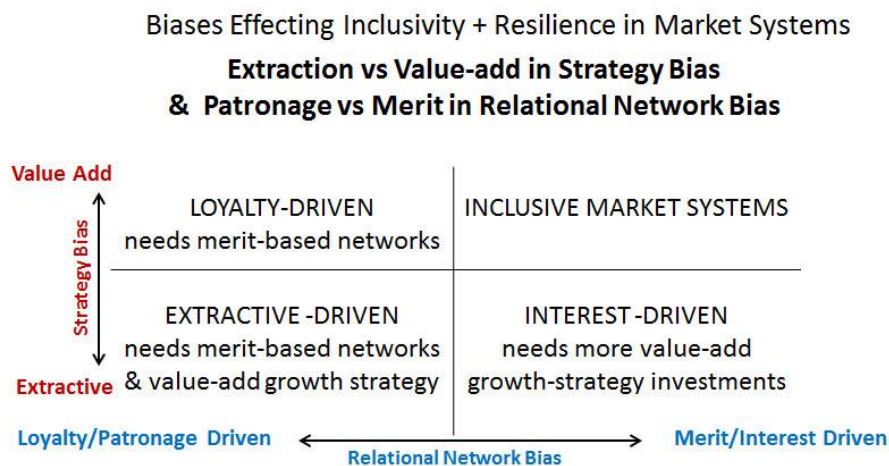 Biases Effecting Inclusivity + Resilience in Market Systems
Extraction vs Value-add in Strategy Bias
& Patronage vs Merit in Relational Network Bias
Value Add
Strategy Bias
Extractive
LOYALTY-DRIVEN
needs merit-based networks
INCLUSIVE MARKET SYSTEMS
EXTRACTIVE -DRIVEN
needs merit-based networks
& value-add growth strategy
INTEREST -DRIVEN
needs more value-add
growth-strategy investments
Loyalty/Patronage Driven
Relational Network Bias
Merit/Interest Driven